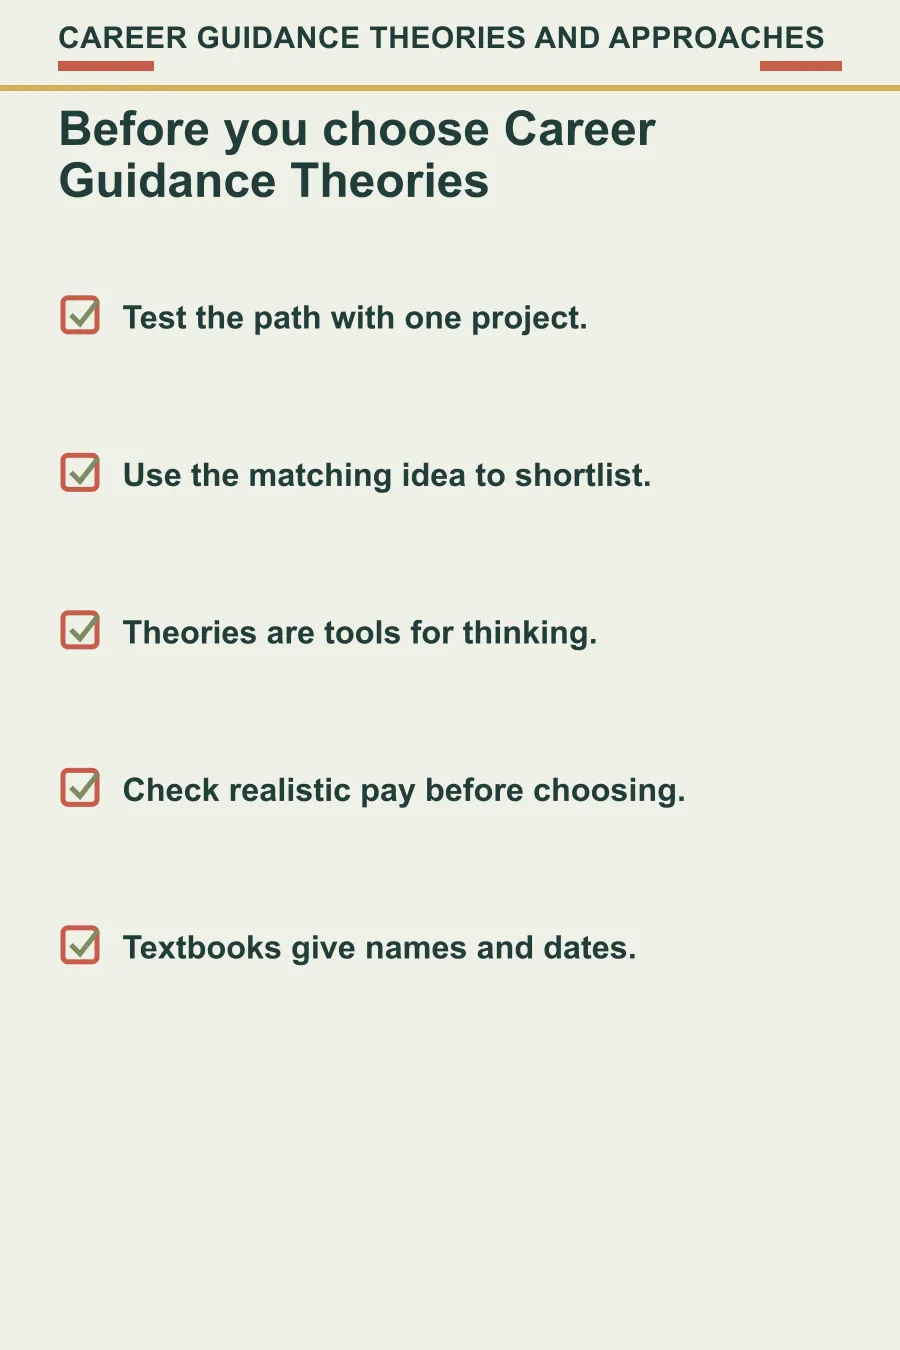 CAREER GUIDANCE THEORIES AND APPROACHES
Before you choose Career
Guidance Theories
Test the path with one project.
Use the matching idea to shortlist.
Theories are tools for thinking.
Check realistic pay before choosing.
Textbooks give names and dates.